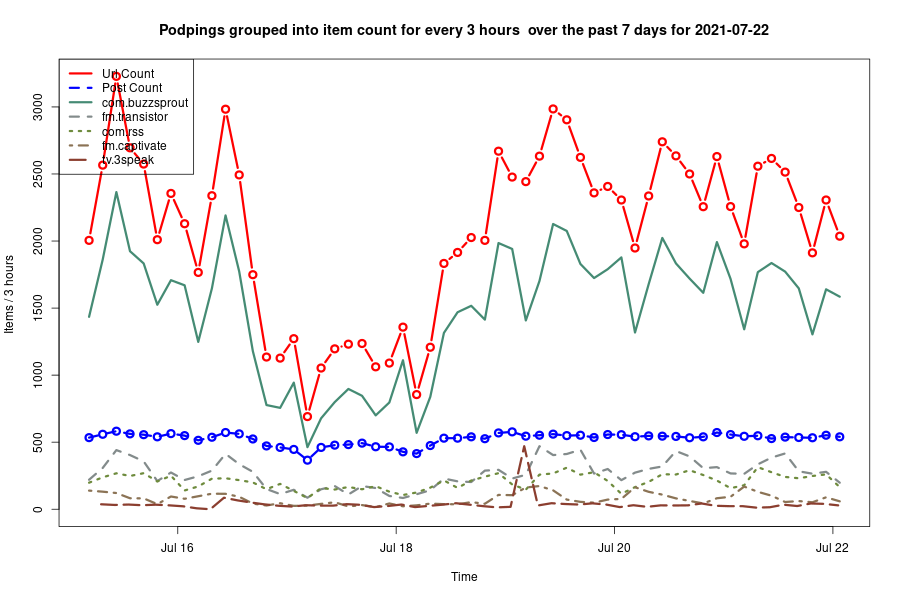 Podpings grouped into item count for every 3 hours  over the past 7 days for 2021-07-22
Url Count
Post Count
com.buzzsprout
fm.transistor
com.rss
fm.captivate
tv.3speak
Items / 3 hours
0
500
1000
1500
2000
2500
3000
Jul 16
Jul 18
Jul 20
Jul 22
Time